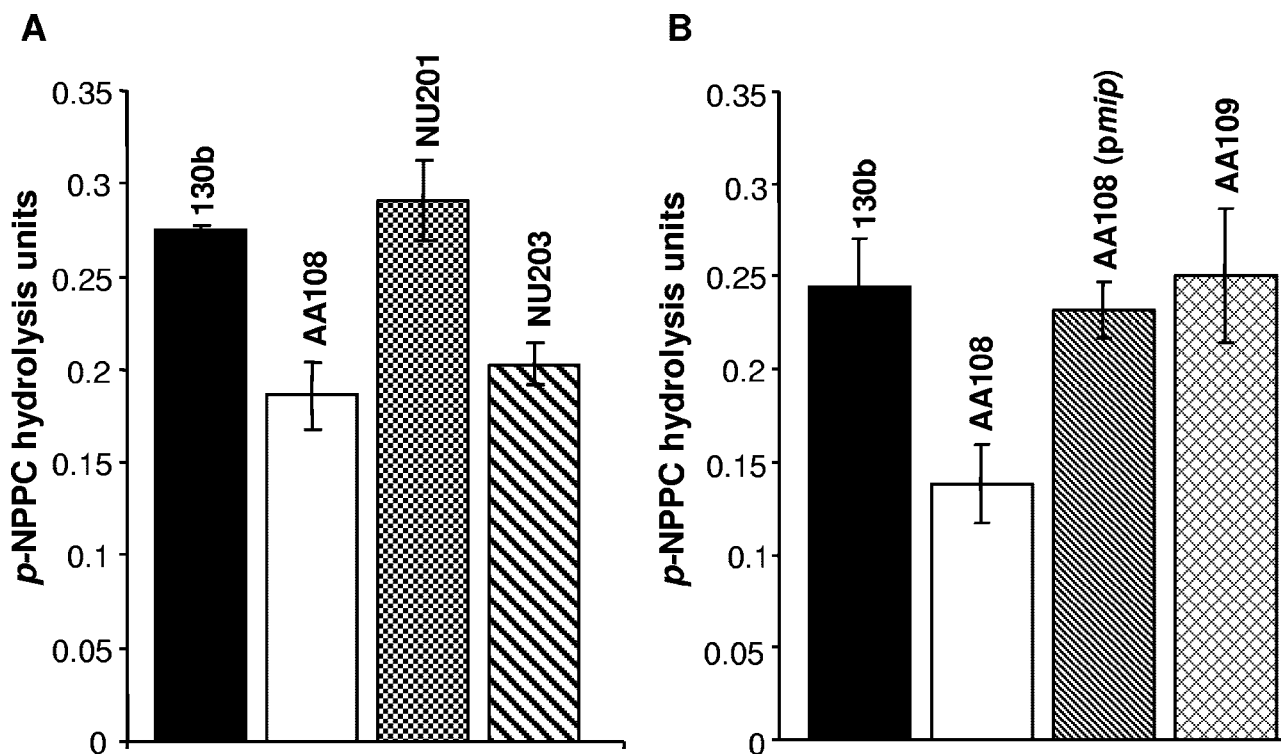 A
p-NPPC hydrolysis units
0.35
0.3
0.25
0.2
0.15
0.1
0.05
0
130b
AA108
NU201
NU203
B
p-NPPC hydrolysis units
0.35
0.3
0.25
0.2
0.15
0.1
0.05
0
130b
AA108
AA108 (pmip)
AA109